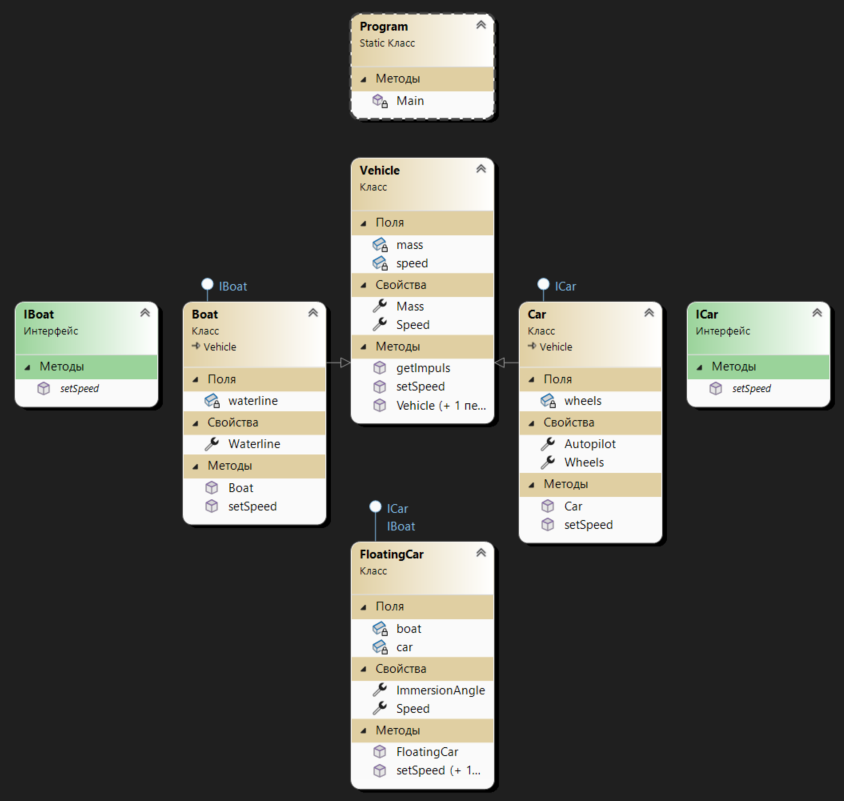 Program
Static Класс
Методы
Main
Vehicle
Класс
Поля
mass
speed
Свойства
Mass
Speed
Методы
getImpuls
setSpeed
Vehicle (+ 1 пе...
IBoat
Интерфейс
Методы
setSpeed
IBoat
Boat
Класс
Vehicle
Поля
waterline
Свойства
Waterline
Методы
Boat
setSpeed
ICar
Car
Класс
Vehicle
Поля
wheels
Свойства
Autopilot
Wheels
Методы
Car
setSpeed
ICar
Интерфейс
Методы
setSpeed
ICar
IBoat
FloatingCar
Класс
Поля
boat
car
Свойства
ImmersionAngle
Speed
Методы
FloatingCar
setSpeed (+ 1...